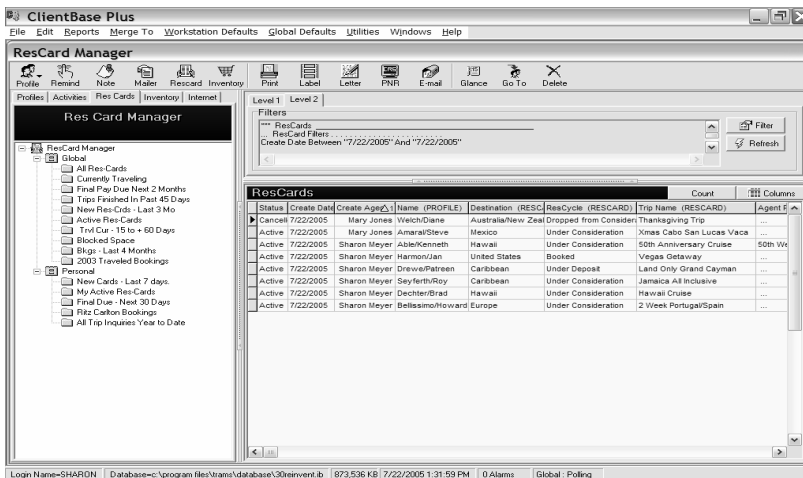 ClientBase Plus
File Edit Reports Merge To Workstation Defaults Global Defaults Utilities Windows Help
ResCard Manager
Profile Remind Note Mailer Rescard Inventory Print Label Letter PNR E-mail Glance Go To Delete
Profiles Activities Res Cards Inventory Internet
Res Card Manager
ResCard Manager
Global
All Res-Cards
Currently Traveling
Final Pay Due Next 2 Months
Trips Finished In Past 45 Days
New Res-Crds - Last 3 Mo
Active Res-Cards
Trvl Cur - 15 to + 60 Days
Blocked Space
Bkgs - Last 4 Months
2003 Traveled Bookings
Personal
New Cards - Last 7 days.
My Active Res-Cards
Final Due - Next 30 Days
Ritz Carlton Bookings
All Trip Inquiries Year to Date
Level 1 Level 2
Filters
*** ResCards
... ResCard Filters . . . . . . . . . . . . . . . . . . . . . . . .
Create Date Between "7/22/2005" And "7/22/2005"
Filter
Refresh
ResCards Count Columns
Status Create Date Create Agen 1 Name (PROFILE) Destination (RESC ResCycle (RESCARD) Trip Name (RESCARD) Agent R
Cancell 7/22/2005 Mary Jones Welch/Diane Australia/New Zeal Dropped from Consider Thanksgiving Trip ...
Active 7/22/2005 Mary Jones Amaral/Steve Mexico Under Consideration Xmas Cabo San Lucas Vaca ...
Active 7/22/2005 Sharon Meyer Able/Kenneth Hawaii Under Consideration 50th Anniversary Cruise 50th We
Active 7/22/2005 Sharon Meyer Harmon/Jan United States Booked Vegas Getaway ...
Active 7/22/2005 Sharon Meyer Drewe/Patreen Caribbean Under Deposit Land Only Grand Cayman ...
Active 7/22/2005 Sharon Meyer Seyferth/Roy Caribbean Under Consideration Jamaica All Inclusive ...
Active 7/22/2005 Sharon Meyer Dechter/Brad Hawaii Under Consideration Hawaii Cruise ...
Active 7/22/2005 Sharon Meyer Bellissimo/Howard Europe Under Consideration 2 Week Portugal/Spain ...
Login Name=SHARON Database=c:\program files\trams\database\30reinvent.ib 873,536 KB 7/22/2005 1:31:59 PM 0 Alarms Global : Polling